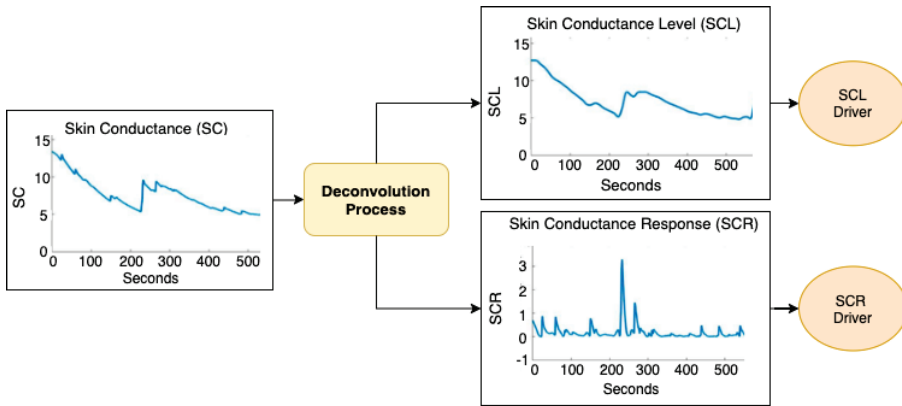 Skin Conductance (SC)
15
10
5
0
SC
0 100 200 300 400 500
Seconds
Deconvolution
Process
Skin Conductance Level (SCL)
15
10
5
0
SCL
0 100 200 300 400 500
Seconds
SCL
Driver
Skin Conductance Response (SCR)
3
2
1
0
-1
SCR
0 100 200 300 400 500
Seconds
SCR
Driver